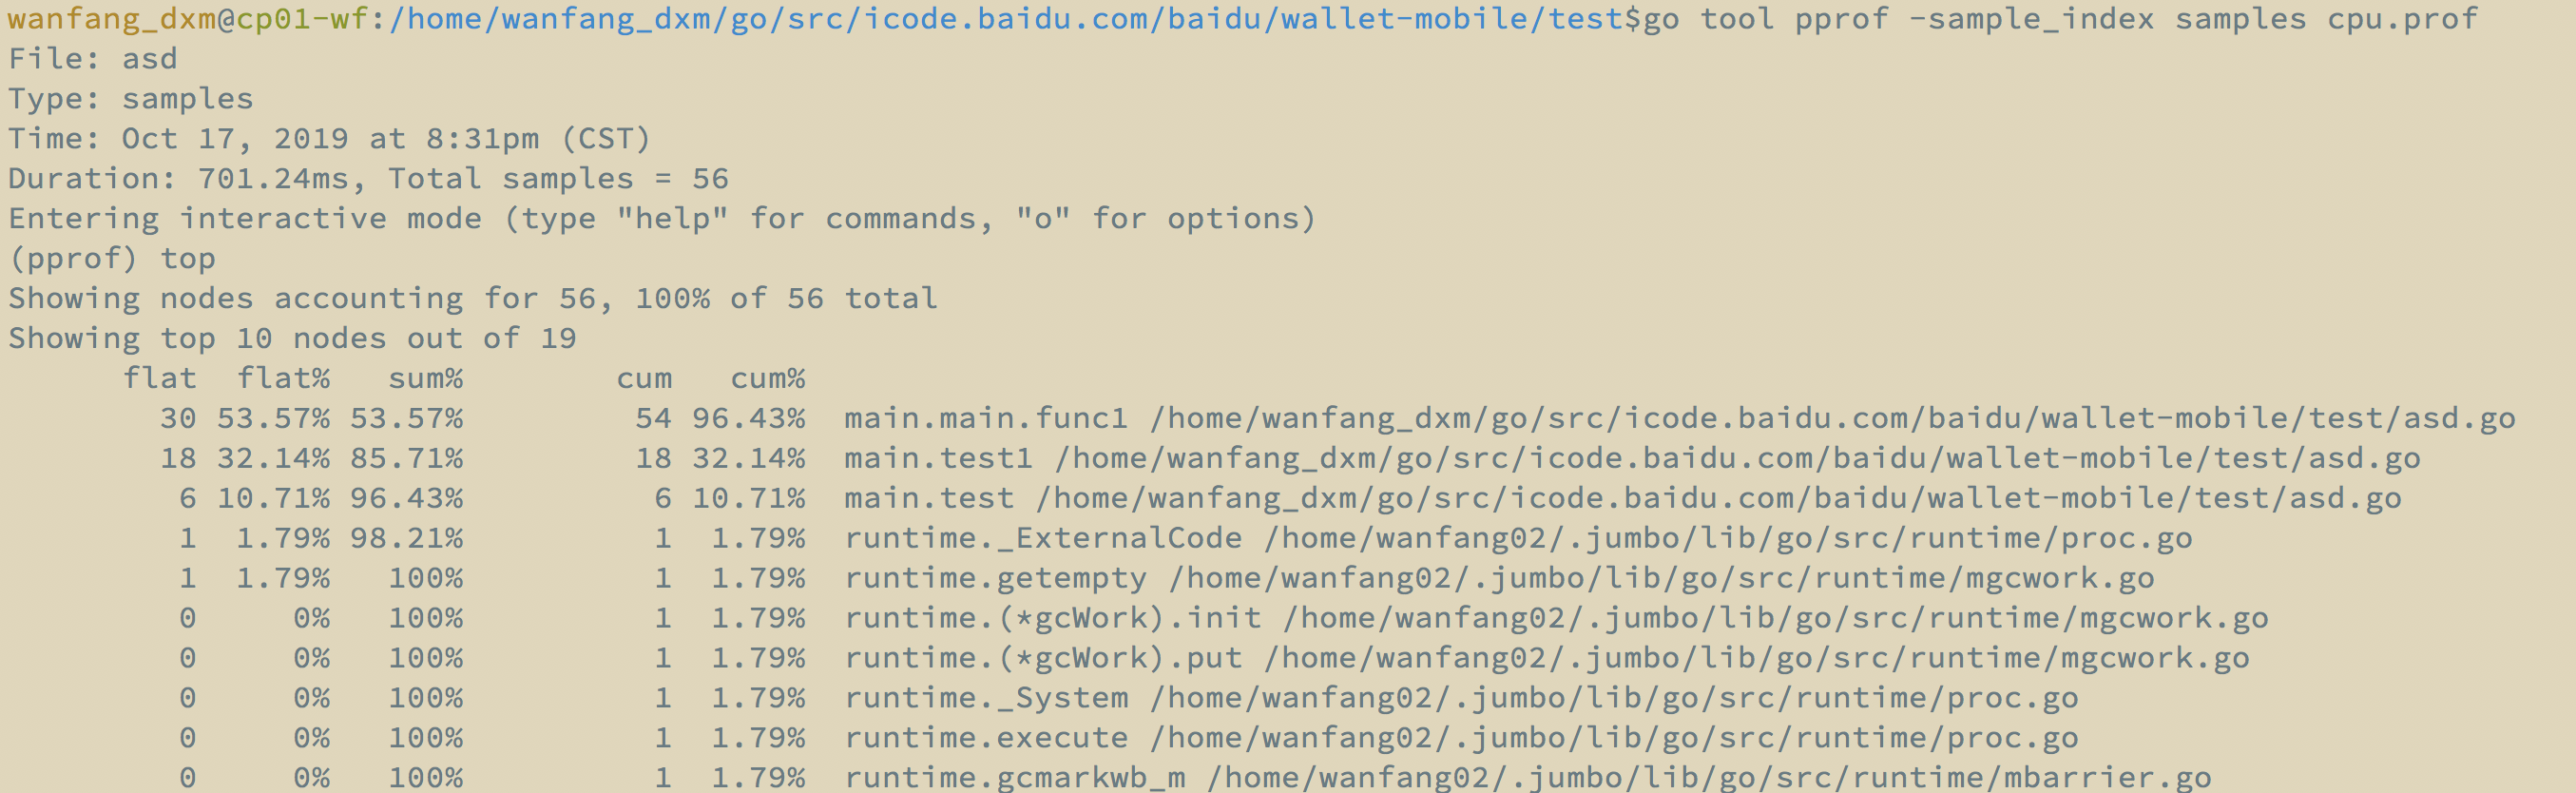 wanfang_dxm@cp01-wf:/home/wanfang_dxm/go/src/icode.baidu.com/baidu/wallet-mobile/test$go tool pprof -sample_index samples cpu.prof
File: asd
Type: samples
Time: Oct 17, 2019 at 8:31pm (CST)
Duration: 701.24ms, Total samples = 56
Entering interactive mode (type "help" for commands, "o" for options)
(pprof) top
Showing nodes accounting for 56, 100% of 56 total
Showing top 10 nodes out of 19
      flat  flat%   sum%        cum   cum%
        30 53.57% 53.57%         54 96.43%  main.main.func1 /home/wanfang_dxm/go/src/icode.baidu.com/baidu/wallet-mobile/test/asd.go
        18 32.14% 85.71%         18 32.14%  main.test1 /home/wanfang_dxm/go/src/icode.baidu.com/baidu/wallet-mobile/test/asd.go
         6 10.71% 96.43%          6 10.71%  main.test /home/wanfang_dxm/go/src/icode.baidu.com/baidu/wallet-mobile/test/asd.go
         1  1.79% 98.21%          1  1.79%  runtime._ExternalCode /home/wanfang02/.jumbo/lib/go/src/runtime/proc.go
         1  1.79%   100%          1  1.79%  runtime.getempty /home/wanfang02/.jumbo/lib/go/src/runtime/mgcwork.go
         0     0%   100%          1  1.79%  runtime.(*gcWork).init /home/wanfang02/.jumbo/lib/go/src/runtime/mgcwork.go
         0     0%   100%          1  1.79%  runtime.(*gcWork).put /home/wanfang02/.jumbo/lib/go/src/runtime/mgcwork.go
         0     0%   100%          1  1.79%  runtime._System /home/wanfang02/.jumbo/lib/go/src/runtime/proc.go
         0     0%   100%          1  1.79%  runtime.execute /home/wanfang02/.jumbo/lib/go/src/runtime/proc.go
         0     0%   100%          1  1.79%  runtime.gcmarkwb_m /home/wanfang02/.jumbo/lib/go/src/runtime/mbarrier.go